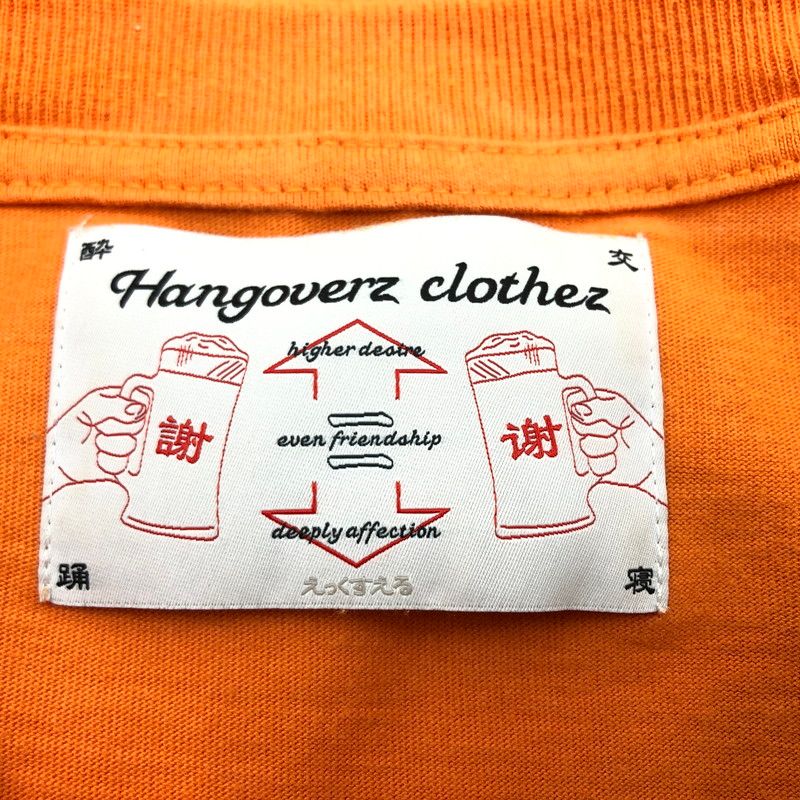 酔
交
Hangoverz clothez
higher desire
謝
even friendship
谢
deeply affection
踊
寝
えっくすえる